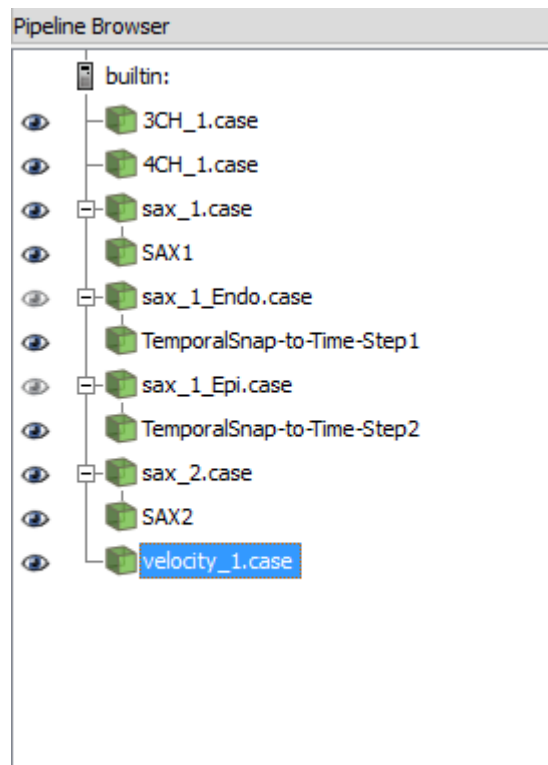 Pipeline Browser
builtin:
3CH_1.case
4CH_1.case
sax_1.case
SAX1
sax_1_Endo.case
TemporalSnap-to-Time-Step1
sax_1_Epi.case
TemporalSnap-to-Time-Step2
sax_2.case
SAX2
velocity_1.case